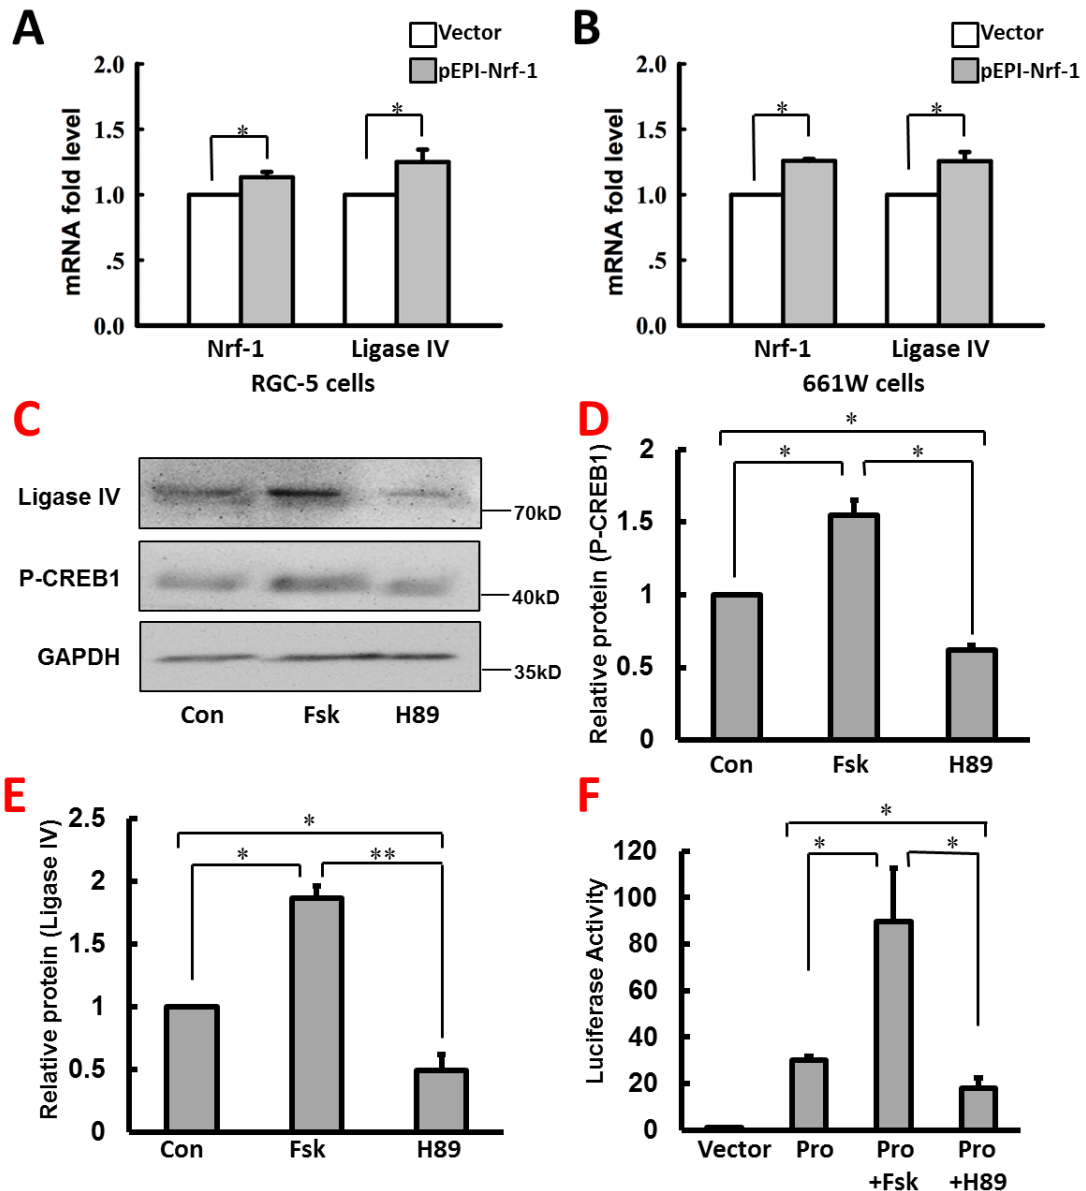 A
Vector
pEPI-Nrf-1
2.0
1.5
1.0
.5
0.0
mRNA fold level
*
*
Nrf-1 Ligase IV
RGC-5 cells
B
Vector
pEPI-Nrf-1
2.0
1.5
1.0
.5
0.0
mRNA fold level
*
*
Nrf-1 Ligase IV
661W cells
C
Ligase IV
70kD
P-CREB1
40kD
GAPDH
35kD
Con Fsk H89
D
2
1.5
1
0.5
0
Relative protein (P-CREB1)
*
* *
Con Fsk H89
E
2.5
2
1.5
1
0.5
0
Relative protein (Ligase IV)
*
* **
Con Fsk H89
F
120
100
80
60
40
20
0
Luciferase Activity
*
* *
Vector Pro Pro Pro
+Fsk +H89